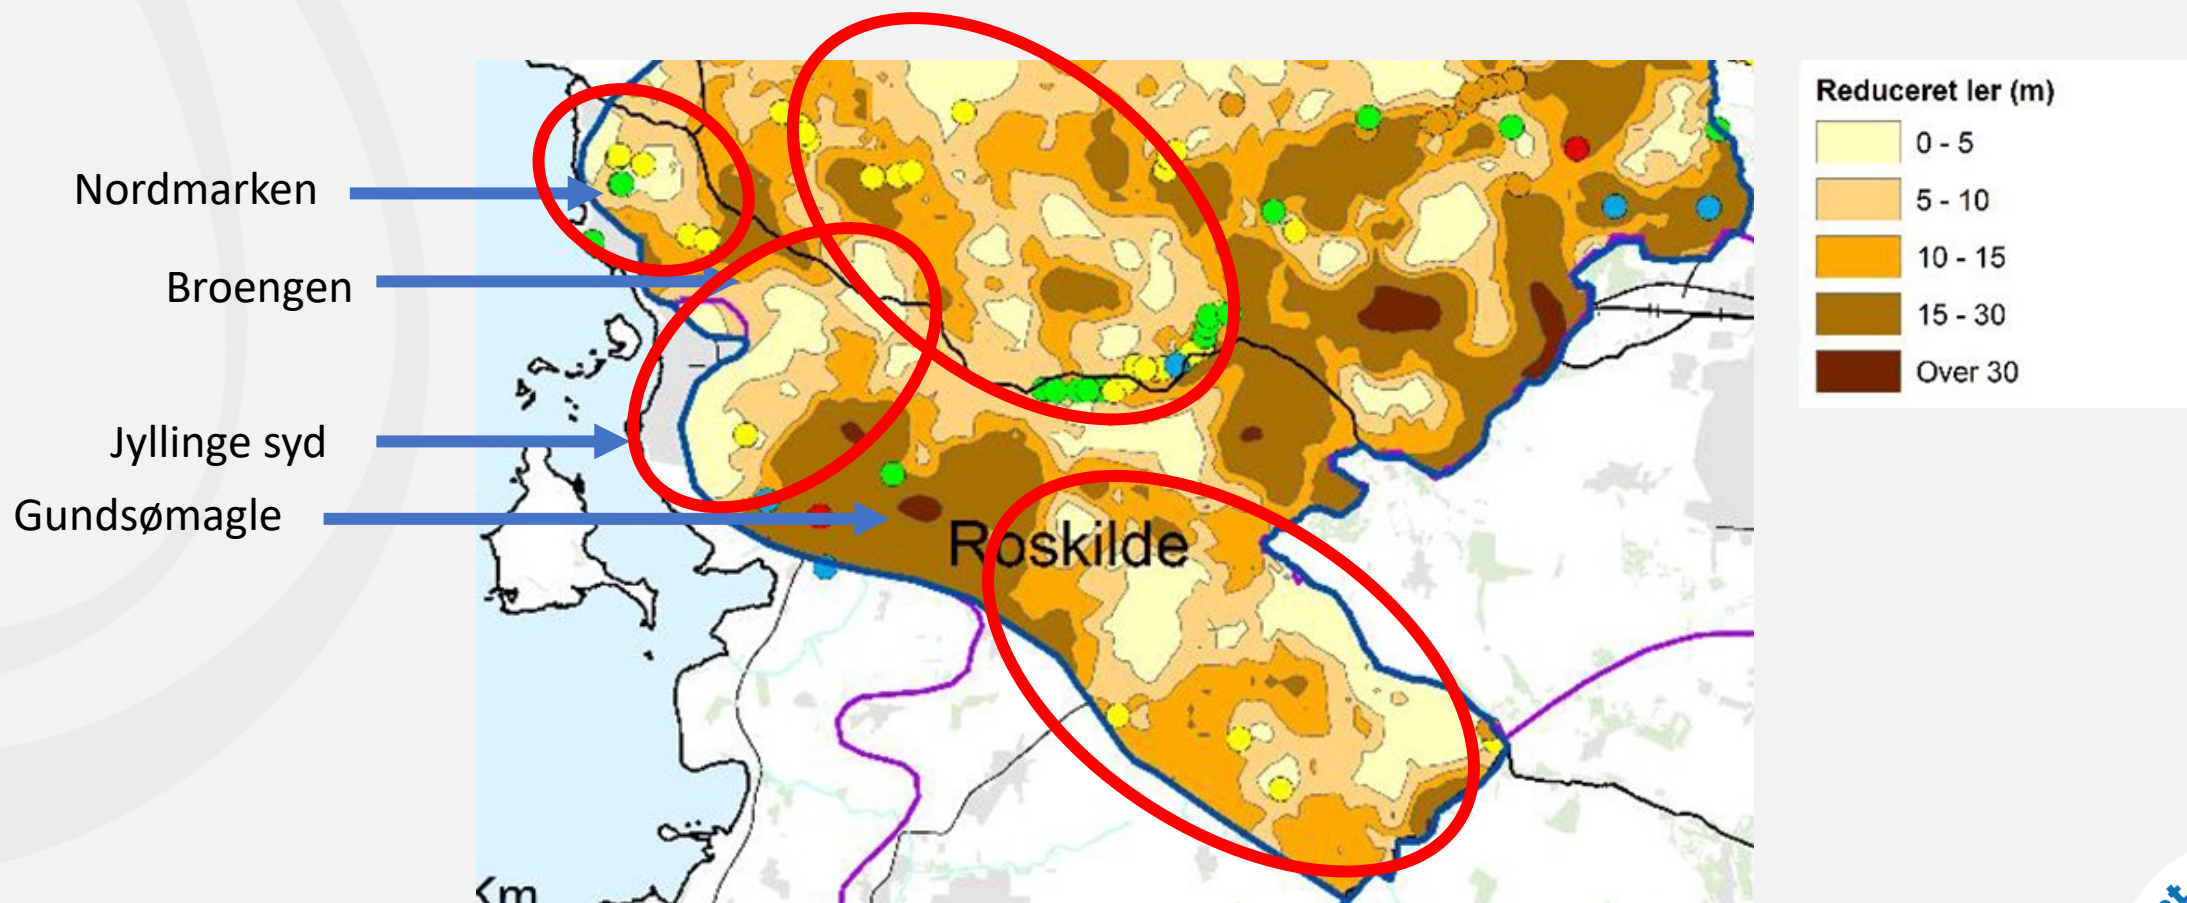 Nordmarken
Broengen
Jyllinge syd
Gundsømagle
Roskilde
Reduceret ler (m)
0 - 5
5 - 10
10 - 15
15 - 30
Over 30